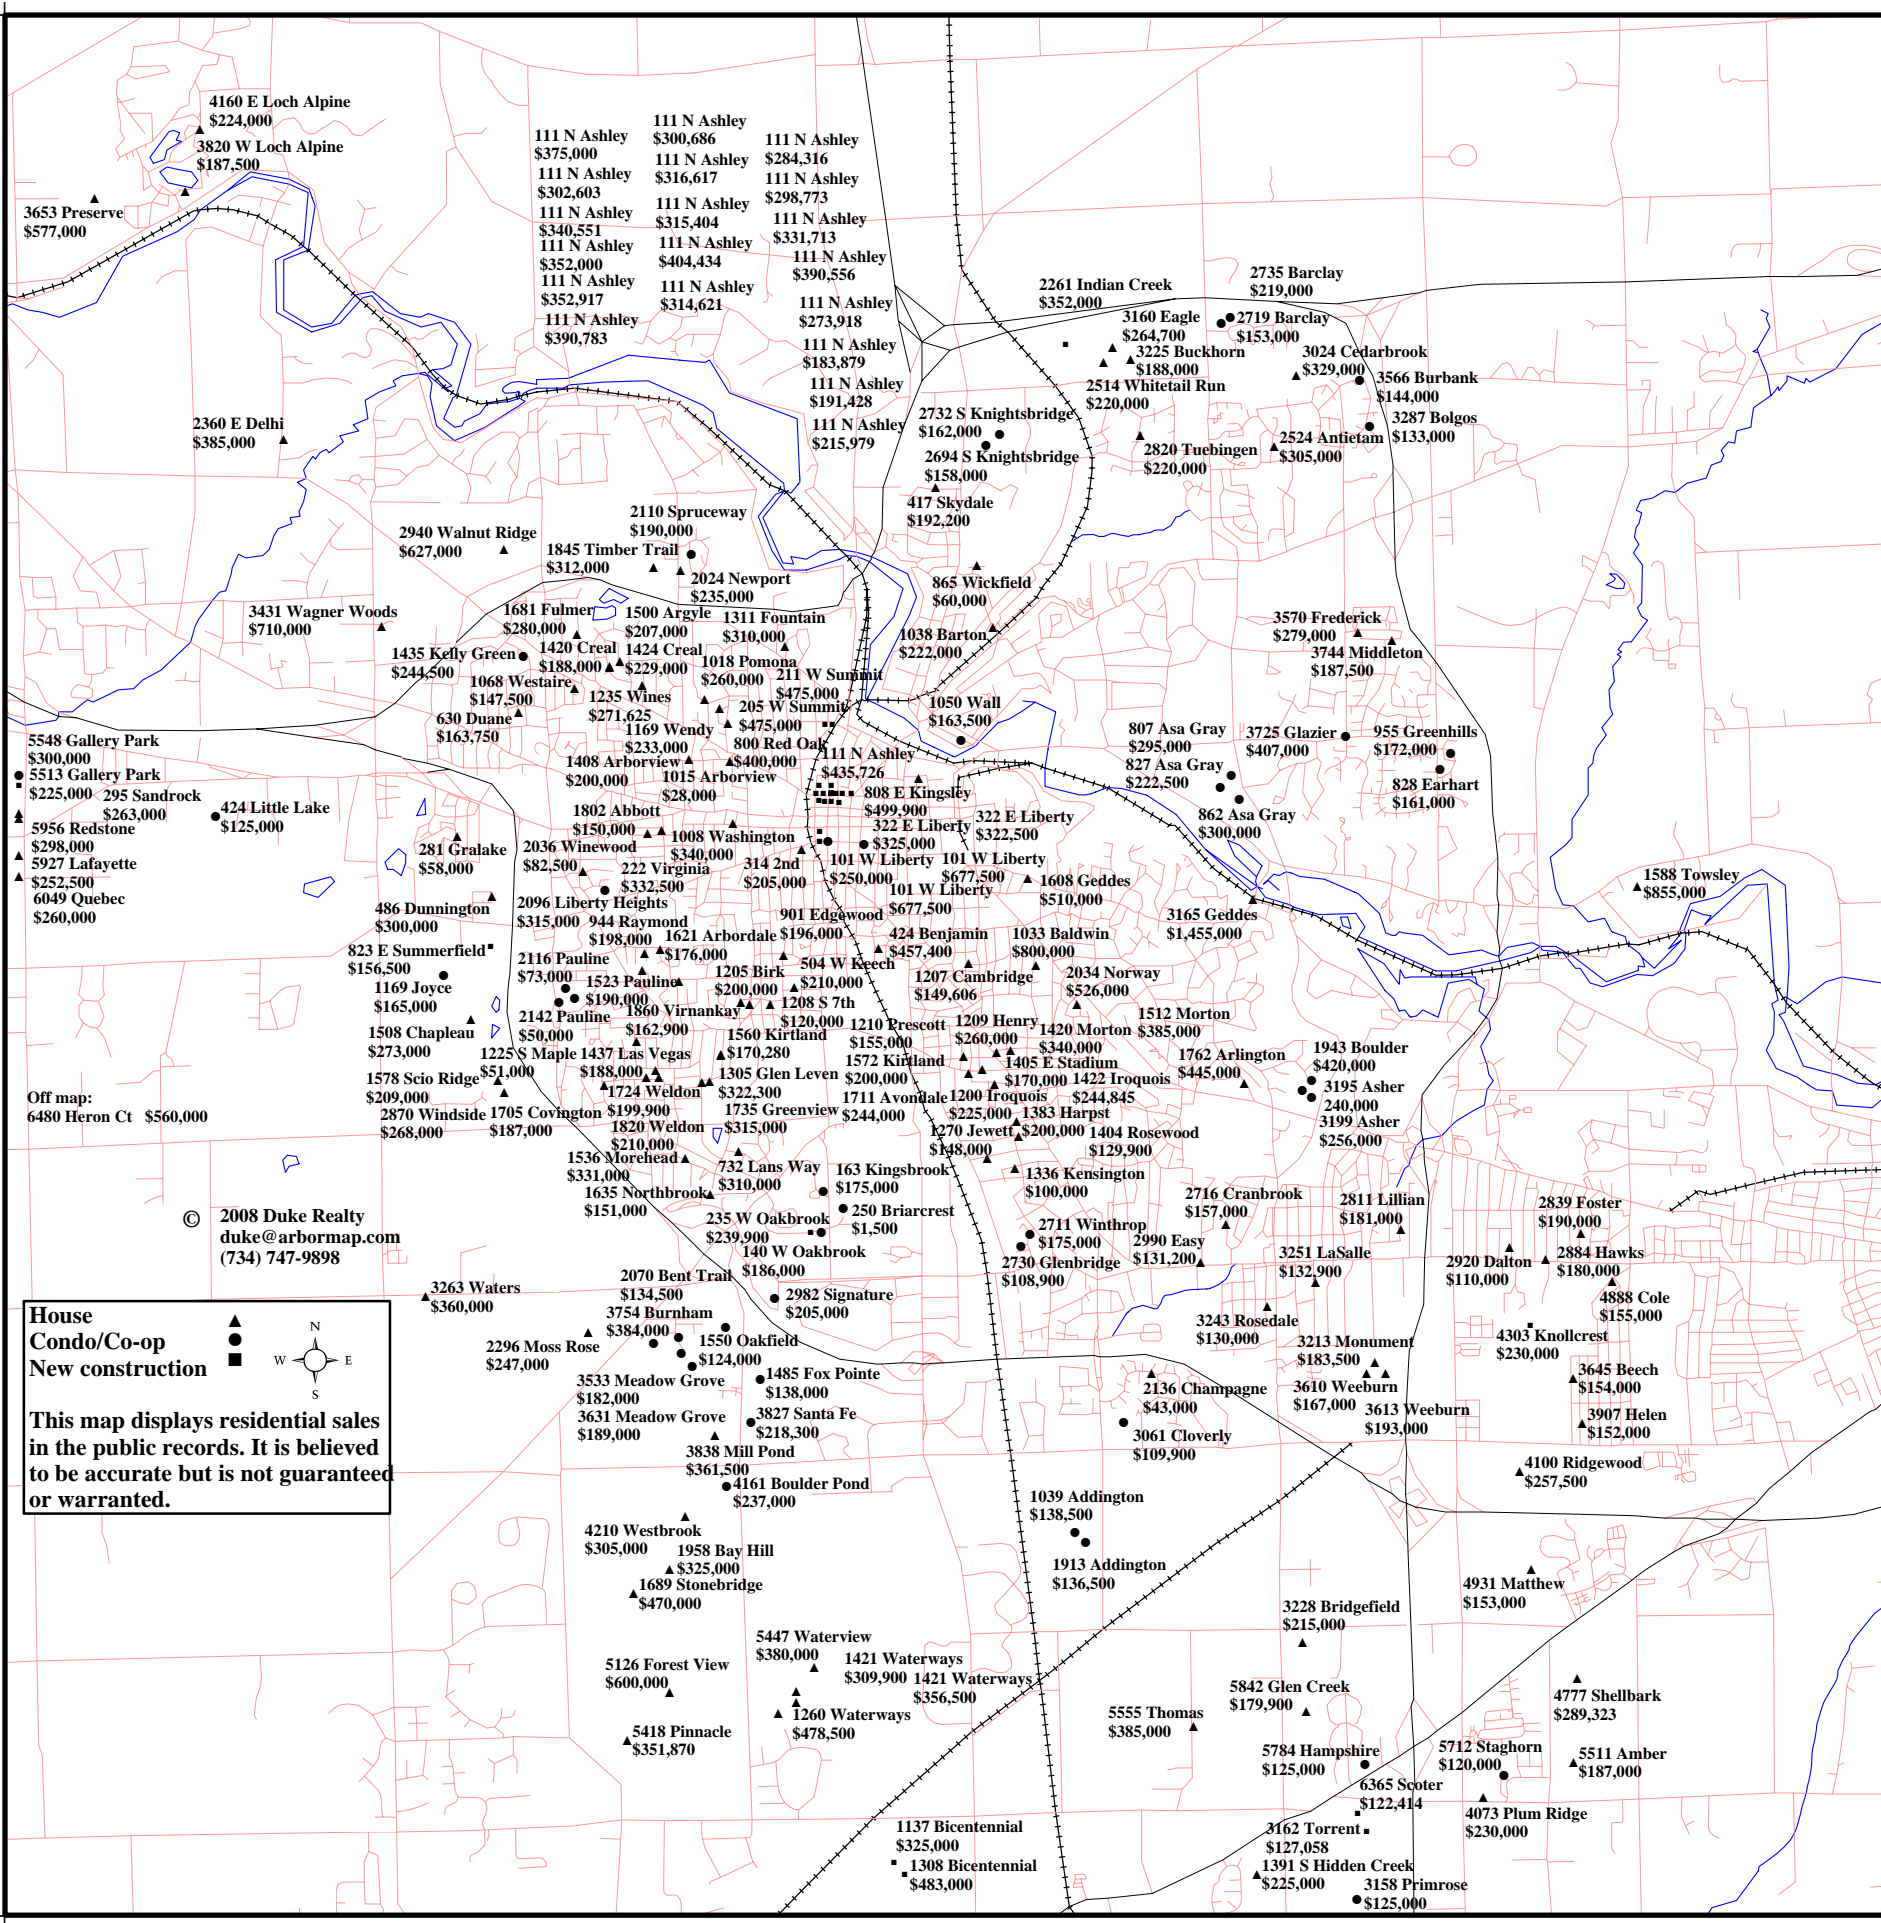 4160 E Loch Alpine
$224,000
3820 W Loch Alpine
$187,500
3653 Preserve
$577,000
111 N Ashley
$375,000
111 N Ashley
$302,603
111 N Ashley
$340,551
111 N Ashley
$352,000
111 N Ashley
$352,917
111 N Ashley
$390,783
111 N Ashley
$300,686
111 N Ashley
$316,617
111 N Ashley
$315,404
111 N Ashley
$404,434
111 N Ashley
$314,621
111 N Ashley
$284,316
111 N Ashley
$298,773
111 N Ashley
$331,713
111 N Ashley
$390,556
111 N Ashley
$273,918
111 N Ashley
$183,879
111 N Ashley
$191,428
111 N Ashley
$215,979
2261 Indian Creek
$352,000
2735 Barclay
$219,000
3160 Eagle
$264,700
2719 Barclay
$153,000
3225 Buckhorn
$188,000
3024 Cedarbrook
$329,000
2514 Whitetail Run
$220,000
3566 Burbank
$144,000
3287 Bolgos
$133,000
2360 E Delhi
$385,000
2732 S Knightsbridge
$162,000
2694 S Knightsbridge
$158,000
2820 Tuebingen
$220,000
2524 Antietam
$305,000
417 Skydale
$192,200
2110 Spruceway
$190,000
2940 Walnut Ridge
$627,000
1845 Timber Trail
$312,000
2024 Newport
$235,000
865 Wickfield
$60,000
3431 Wagner Woods
$710,000
1681 Fulmer
$280,000
1500 Argyle
$207,000
1311 Fountain
$310,000
1038 Barton
$222,000
3570 Frederick
$279,000
3744 Middleton
$187,500
1435 Kelly Green
$244,500
1420 Creal
$188,000
1424 Creal
$229,000
1018 Pomona
$260,000
211 W Summit
$475,000
1068 Westaire
$147,500
1235 Wines
$271,625
205 W Summit
$475,000
1050 Wall
$163,500
630 Duane
$163,750
1169 Wendy
$233,000
800 Red Oak
$400,000
807 Asa Gray
$295,000
3725 Glazier
$407,000
955 Greenhills
$172,000
5548 Gallery Park
$300,000
5513 Gallery Park
$225,000
1408 Arborview
$200,000
1015 Arborview
$28,000
111 N Ashley
$435,726
827 Asa Gray
$222,500
828 Earhart
$161,000
295 Sandrock
$263,000
424 Little Lake
$125,000
808 E Kingsley
$499,900
862 Asa Gray
$300,000
5956 Redstone
$298,000
5927 Lafayette
$252,500
6049 Quebec
$260,000
281 Gralake
$58,000
1802 Abbott
$150,000
2036 Winewood
$82,500
1008 Washington
$340,000
322 E Liberty
$325,000
322 E Liberty
$322,500
222 Virginia
$332,500
314 2nd
$205,000
101 W Liberty
$250,000
101 W Liberty
$677,500
101 W Liberty
$677,500
1608 Geddes
$510,000
1588 Towsley
$855,000
486 Dunnington
$300,000
2096 Liberty Heights
$315,000
944 Raymond
$198,000
901 Edgewood
$196,000
3165 Geddes
$1,455,000
823 E Summerfield
$156,500
1621 Arbordale
$176,000
424 Benjamin
$457,400
1033 Baldwin
$800,000
2116 Pauline
$73,000
1205 Birk
$200,000
504 W Keech
$210,000
1207 Cambridge
$149,606
2034 Norway
$526,000
1169 Joyce
$165,000
1523 Pauline
$190,000
1208 S 7th
$120,000
2142 Pauline
$50,000
1860 Virnankay
$162,900
1512 Morton
$385,000
1508 Chapleau
$273,000
1560 Kirtland
$170,280
1210 Prescott
$155,000
1209 Henry
$260,000
1420 Morton
$340,000
1225 S Maple
$51,000
1437 Las Vegas
$188,000
1572 Kirtland
$200,000
1405 E Stadium
$170,000
1762 Arlington
$445,000
1943 Boulder
$420,000
1578 Scio Ridge
$209,000
1724 Weldon
$199,900
1305 Glen Leven
$322,300
1422 Iroquois
$244,845
3195 Asher
240,000
Off map:
6480 Heron Ct   $560,000
2870 Windside
$268,000
1705 Covington
$187,000
1735 Greenview
$315,000
1711 Avondale
$244,000
1200 Iroquois
$225,000
1383 Harpst
$200,000
3199 Asher
$256,000
1820 Weldon
$210,000
1270 Jewett
$148,000
1404 Rosewood
$129,900
1536 Morehead
$331,000
732 Lans Way
$310,000
163 Kingsbrook
$175,000
1336 Kensington
$100,000
1635 Northbrook
$151,000
250 Briarcrest
$1,500
2716 Cranbrook
$157,000
2811 Lillian
$181,000
2839 Foster
$190,000
© 2008 Duke Realty
duke@arbormap.com
(734) 747-9898
235 W Oakbrook
$239,900
2711 Winthrop
$175,000
2990 Easy
$131,200
140 W Oakbrook
$186,000
2730 Glenbridge
$108,900
3251 LaSalle
$132,900
2920 Dalton
$110,000
2884 Hawks
$180,000
3263 Waters
$360,000
2070 Bent Trail
$134,500
2982 Signature
$205,000
4888 Cole
$155,000
3754 Burnham
$384,000
3243 Rosedale
$130,000
2296 Moss Rose
$247,000
1550 Oakfield
$124,000
3213 Monument
$183,500
4303 Knollcrest
$230,000
House
Condo/Co-op
New construction
N
W E
S
This map displays residential sales
in the public records. It is believed
to be accurate but is not guaranteed
or warranted.
3533 Meadow Grove
$182,000
1485 Fox Pointe
$138,000
2136 Champagne
$43,000
3610 Weeburn
$167,000
3645 Beech
$154,000
3631 Meadow Grove
$189,000
3827 Santa Fe
$218,300
3613 Weeburn
$193,000
3907 Helen
$152,000
3061 Cloverly
$109,900
3838 Mill Pond
$361,500
4100 Ridgewood
$257,500
4161 Boulder Pond
$237,000
1039 Addington
$138,500
4210 Westbrook
$305,000
1958 Bay Hill
$325,000
1913 Addington
$136,500
1689 Stonebridge
$470,000
4931 Matthew
$153,000
3228 Bridgefield
$215,000
5447 Waterview
$380,000
5126 Forest View
$600,000
1421 Waterways
$309,900
1421 Waterways
$356,500
5842 Glen Creek
$179,900
4777 Shellbark
$289,323
1260 Waterways
$478,500
5555 Thomas
$385,000
5418 Pinnacle
$351,870
5784 Hampshire
$125,000
5712 Staghorn
$120,000
5511 Amber
$187,000
6365 Scoter
$122,414
4073 Plum Ridge
$230,000
1137 Bicentennial
$325,000
3162 Torrent
$127,058
1308 Bicentennial
$483,000
1391 S Hidden Creek
$225,000
3158 Primrose
$125,000